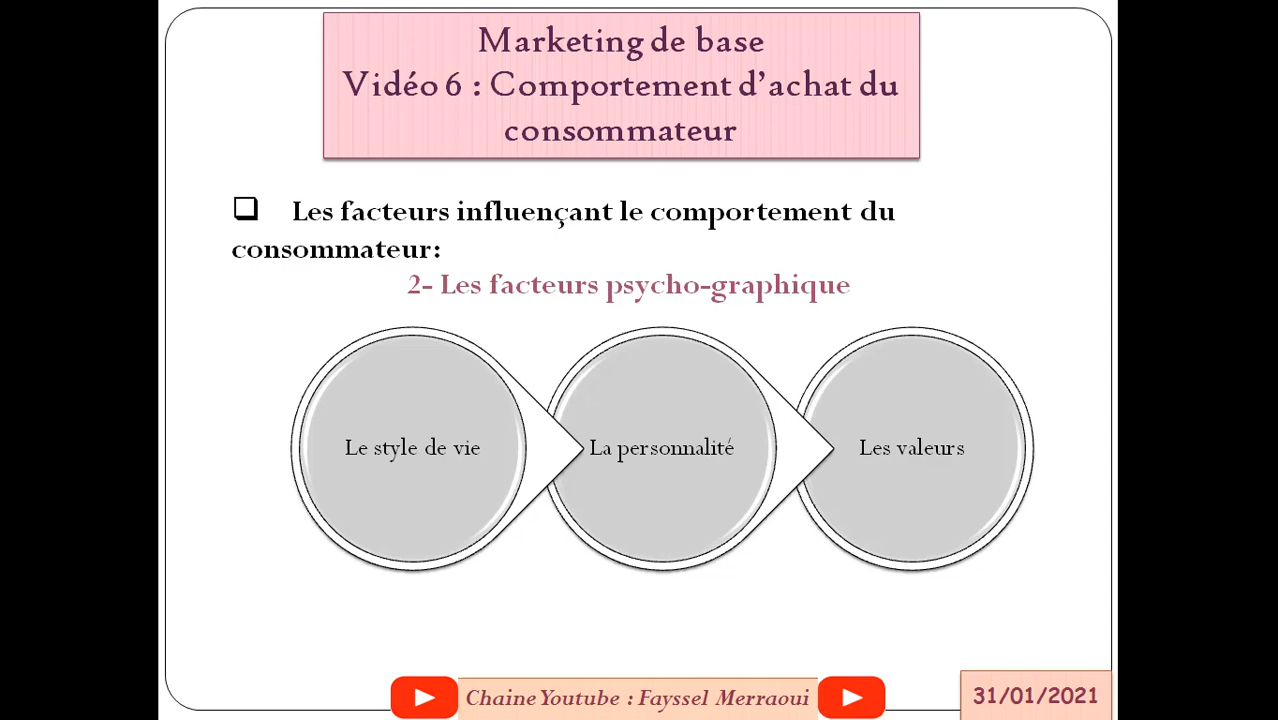 Marketing de base
Vidéo 6 : Comportement d’achat du
consommateur
Les facteurs influençant le comportement du
consommateur:
2- Les facteurs psycho-graphique
Le style de vie
La personnalité
Les valeurs
Chaine Youtube : Fayssel Merraoui
31/01/2021